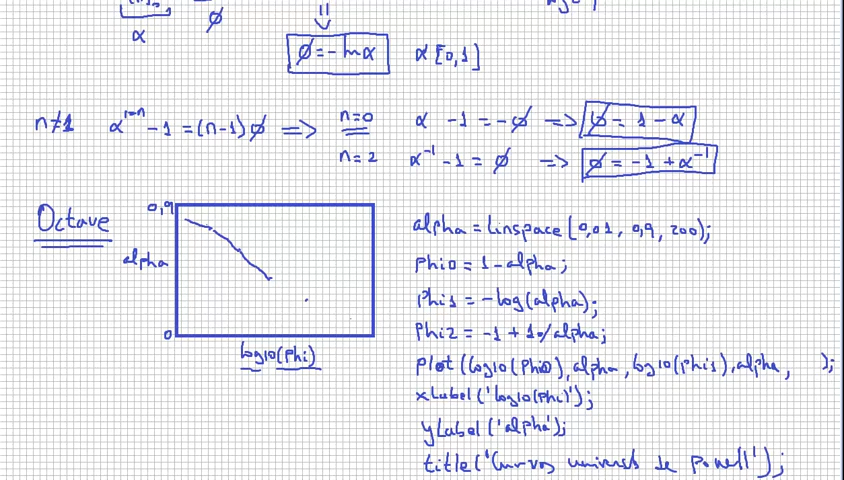 α φ
φ = - ln α α [0,1]
n≠1 α^(1-n) - 1 = (n-1) φ => n=0 α - 1 = -φ => φ = 1 - α
n=2 α^-1 - 1 = φ => φ = -1 + α^-1
Octave
0,9
alpha
0
log10(Phi)
alpha = linspace(0,01, 0,9, 200);
Phi0 = 1-alpha;
Phi1 = -log(alpha);
Phi2 = -1 + 1./alpha;
plot (log10(Phi0),alpha,log10(phi1),alpha, );
xLabel('log10(Phi)');
yLabel('alpha');
title('Curvas de Powell');